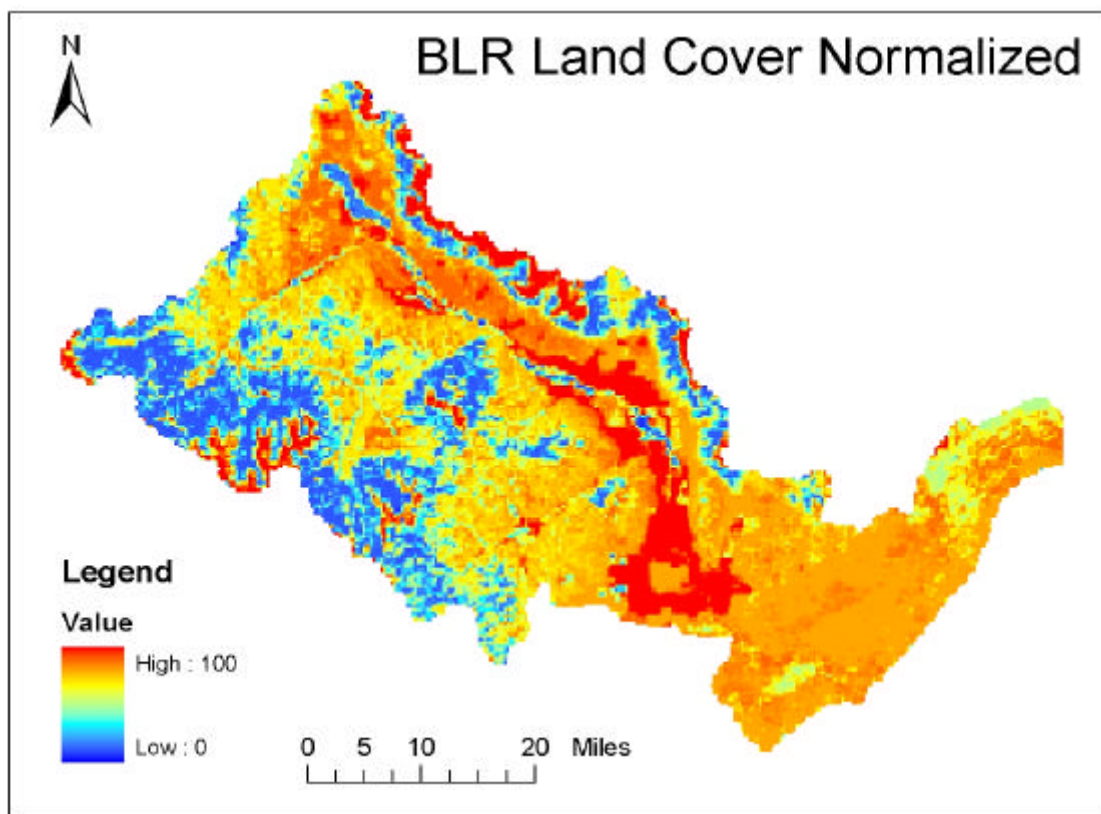 N
BLR Land Cover Normalized
Legend
Value
High : 100
Low : 0
0 5 10 20 Miles